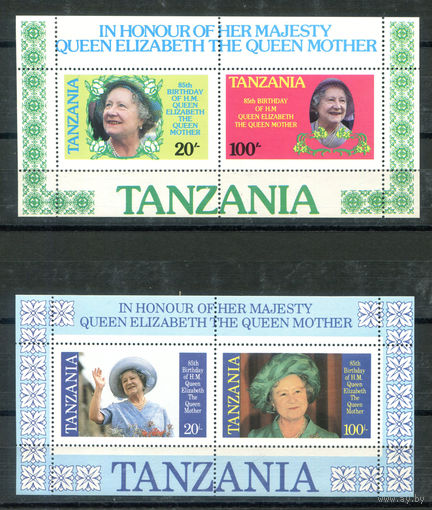 IN HONOUR OF HER MAJESTY
QUEEN ELIZABETH THE QUEEN MOTHER
TANZANIA
85th
BIRTHDAY
OF H.M.
QUEEN
ELIZABETH
THE
QUEEN
MOTHER
20/-
TANZANIA
85th BIRTHDAY
OF H.M
QUEEN ELIZABETH
THE QUEEN MOTHER
100/-
TANZANIA
IN HONOUR OF HER MAJESTY
QUEEN ELIZABETH THE QUEEN MOTHER
TANZANIA
85th
Birthday
of H.M.
Queen
Elizabeth
The
Queen
Mother
20/-
TANZANIA
85th
Birthday
of H.M.
Queen
Elizabeth
The
Queen
Mother
100/-
TANZANIA
ay.by